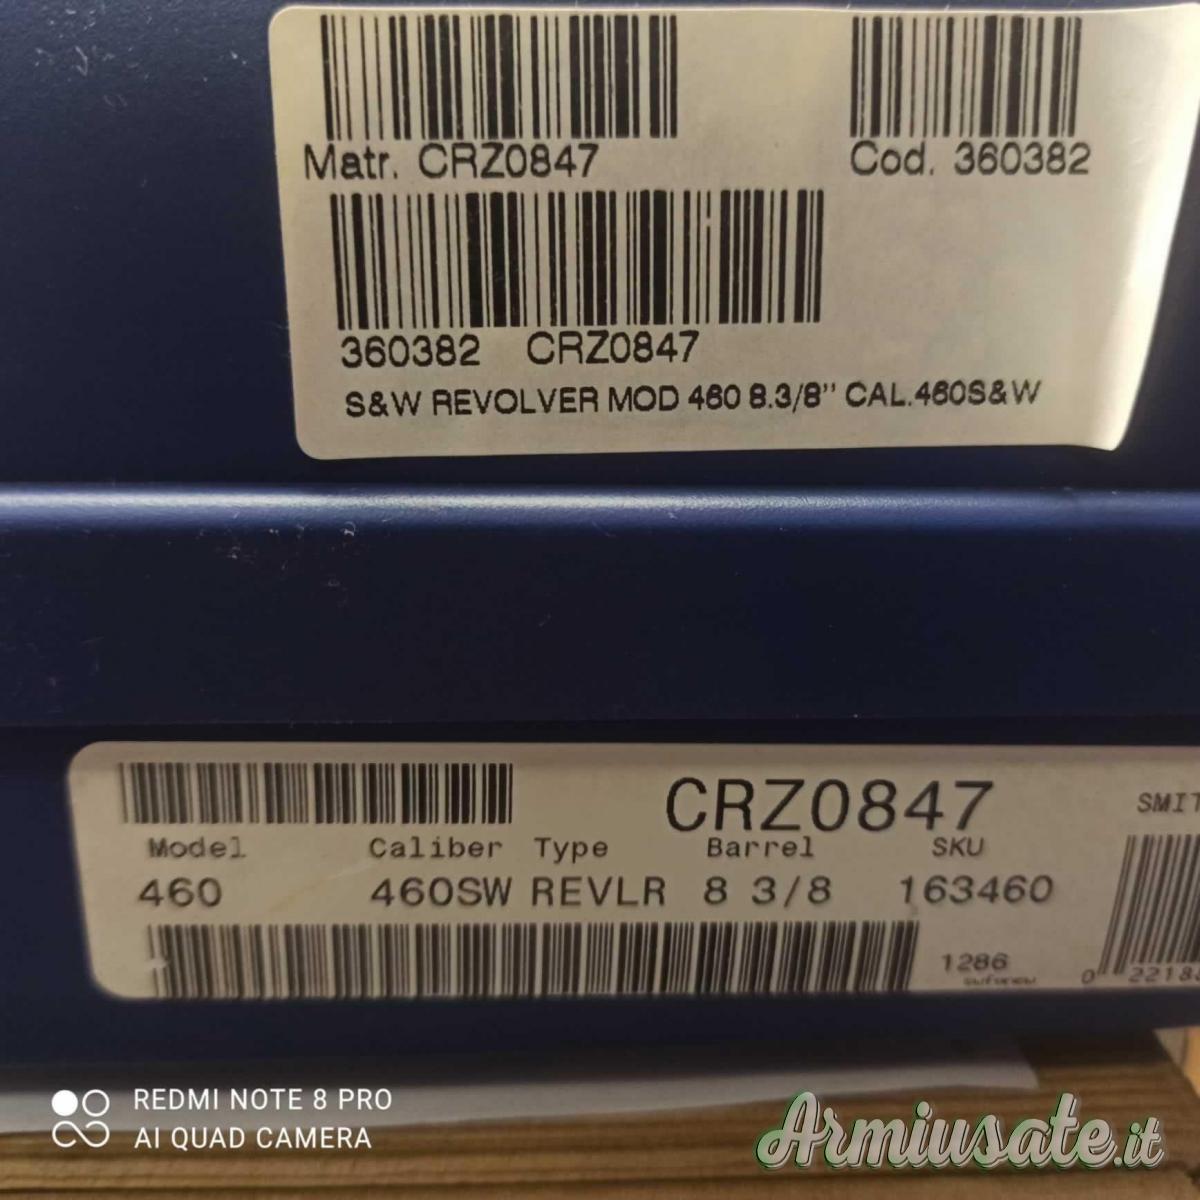 Matr. CRZ0847
Cod. 360382
360382 CRZ0847
S&W REVOLVER MOD 460 8.3/8" CAL.460S&W
CRZ0847
SMIT
Model Caliber Type Barrel SKU
460 460SW REVLR 8 3/8 163460
1286
0 22188
REDMI NOTE 8 PRO
AI QUAD CAMERA
Armiusate.it